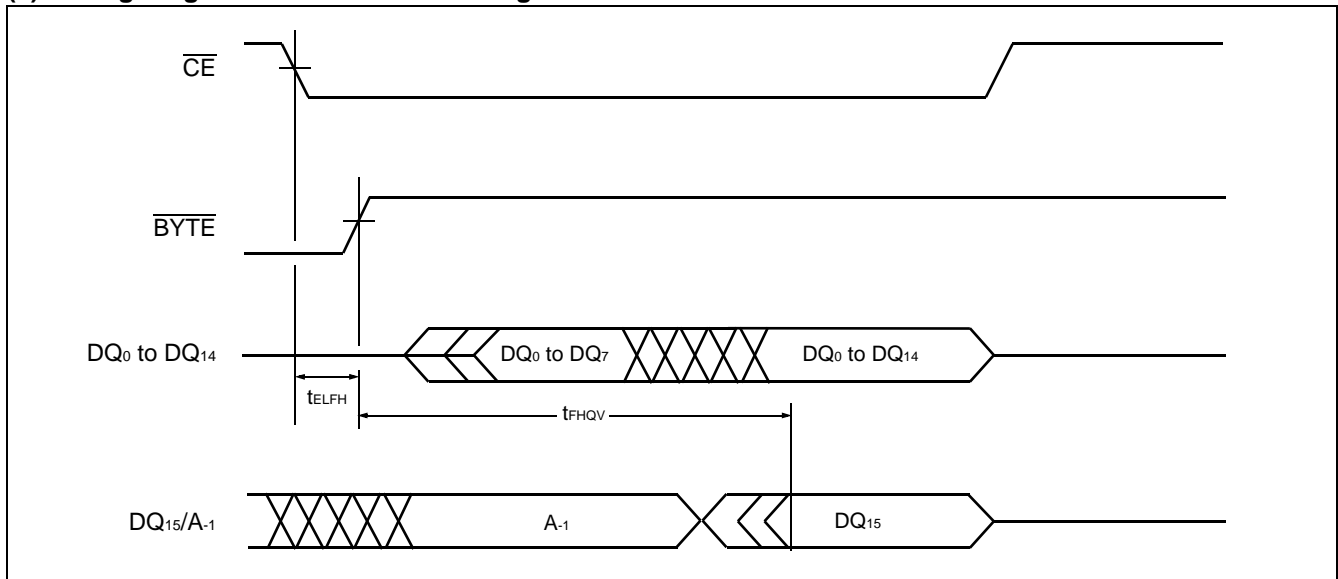 CE
BYTE
DQ0 to DQ14
DQ0 to DQ7
DQ0 to DQ14
tELFH
tFHQV
DQ15/A-1
A-1
DQ15